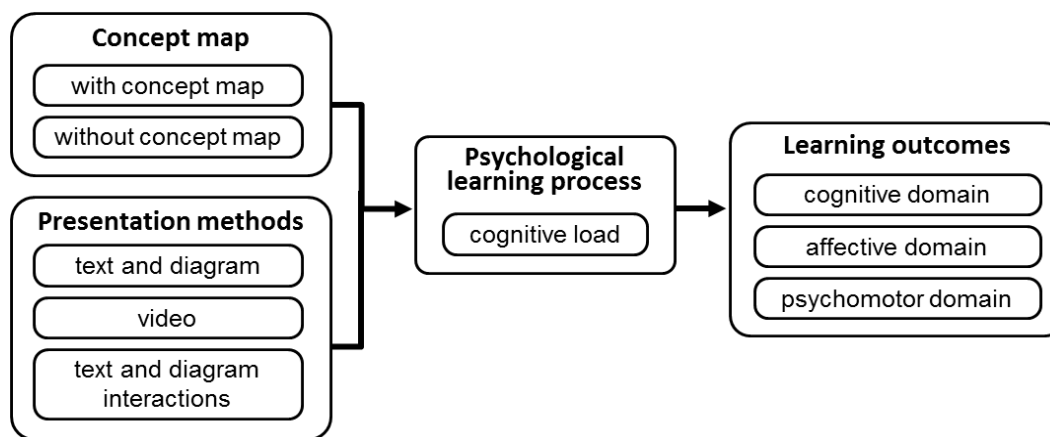 Concept map
with concept map
without concept map
Presentation methods
text and diagram
video
text and diagram
interactions
Psychological
learning process
cognitive load
Learning outcomes
cognitive domain
affective domain
psychomotor domain